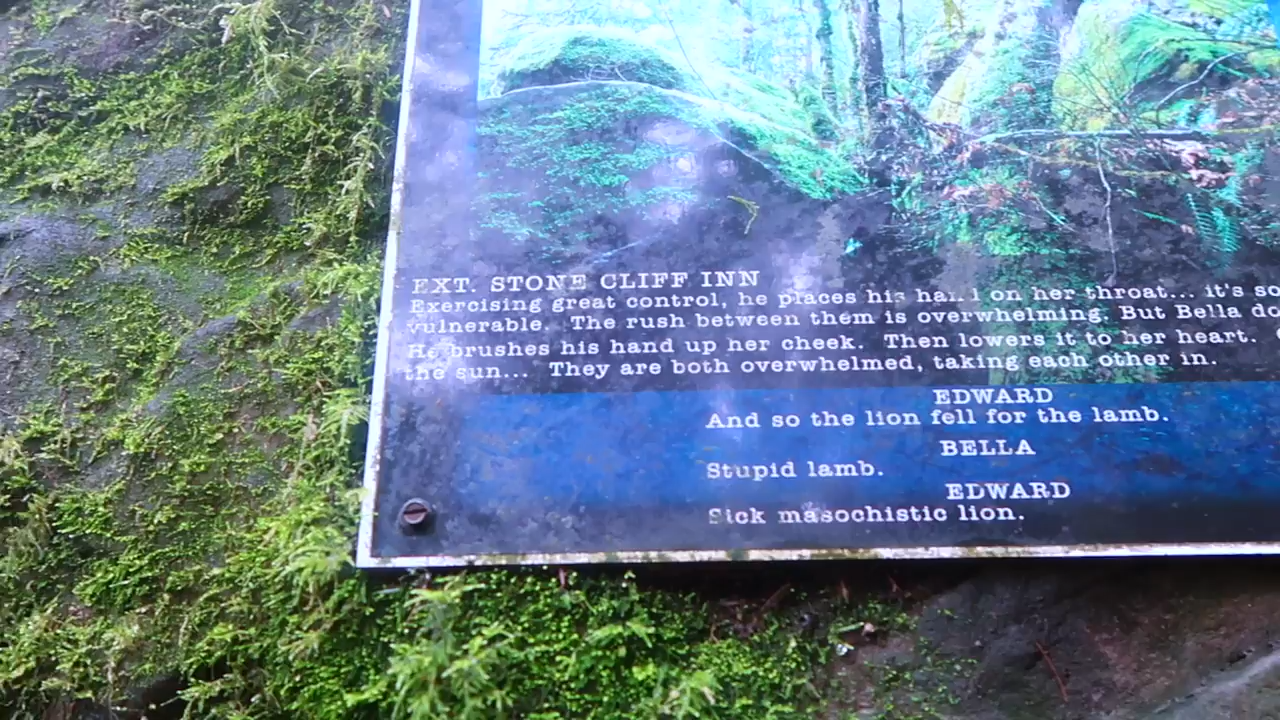 EXT. STONE CLIFF INN
Exercising great control, he places his hand on her throat... it's so
vulnerable. The rush between them is overwhelming. But Bella do
He brushes his hand up her cheek. Then lowers it to her heart.
the sun... They are both overwhelmed, taking each other in.
EDWARD
And so the lion fell for the lamb.
BELLA
Stupid lamb.
EDWARD
Sick masochistic lion.